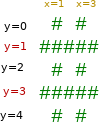 x=1 x=3
y=0 # #
y=1 #####
y=2 # #
y=3 #####
y=4 # #